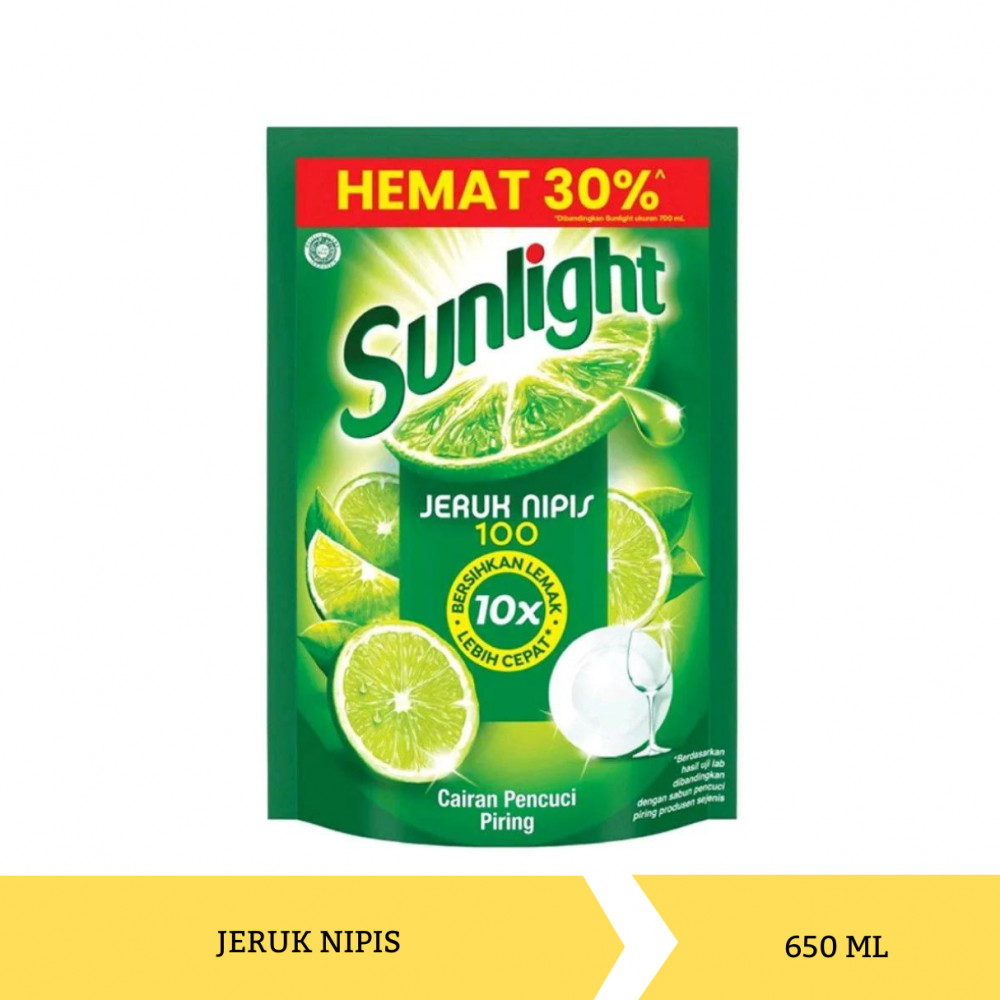 HEMAT 30%^
*Dibandingkan Sunlight ukuran 700 mL
Sunlight
JERUK NIPIS
100
BERSIHKAN LEMAK
10x
LEBIH CEPAT*
Cairan Pencuci
Piring
*Berdasarkan
hasil uji lab
dibandingkan
dengan sabun pencuci
piring produsen sejenis
JERUK NIPIS
650 ML